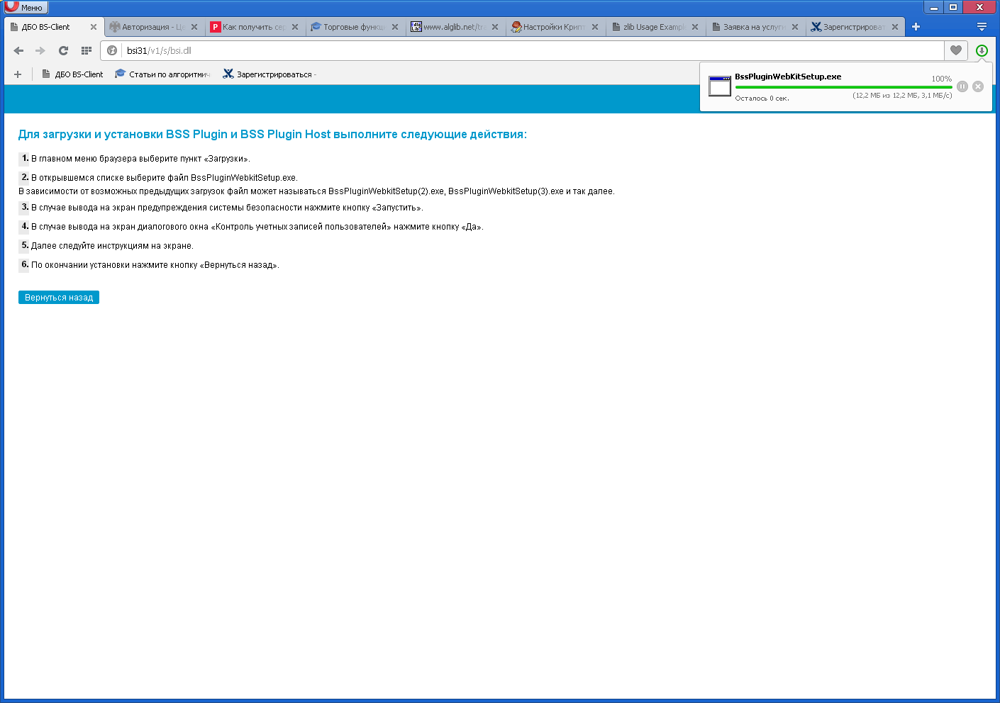 Меню
ДБО BS-Client
Авторизация - Це
Как получить сер
Торговые функц
www.alglib.net/tra
Настройки Крипт
zlib Usage Exampl
Заявка на услуги
Зарегистрироват
bsi31/v1/s/bsi.dll
ДБО BS-Client
Статьи по алгоритмич
Зарегистрироваться -
BssPluginWebKitSetup.exe
100%
Осталось 0 сек.
(12,2 МБ из 12,2 МБ, 3,1 МБ/с)
Для загрузки и установки BSS Plugin и BSS Plugin Host выполните следующие действия:
1. В главном меню браузера выберите пункт «Загрузки».
2. В открывшемся списке выберите файл BssPluginWebkitSetup.exe.
В зависимости от возможных предыдущих загрузок файл может называться BssPluginWebkitSetup(2).exe, BssPluginWebkitSetup(3).exe и так далее.
3. В случае вывода на экран предупреждения системы безопасности нажмите кнопку «Запустить».
4. В случае вывода на экран диалогового окна «Контроль учетных записей пользователей» нажмите кнопку «Да».
5. Далее следуйте инструкциям на экране.
6. По окончании установки нажмите кнопку «Вернуться назад».
Вернуться назад